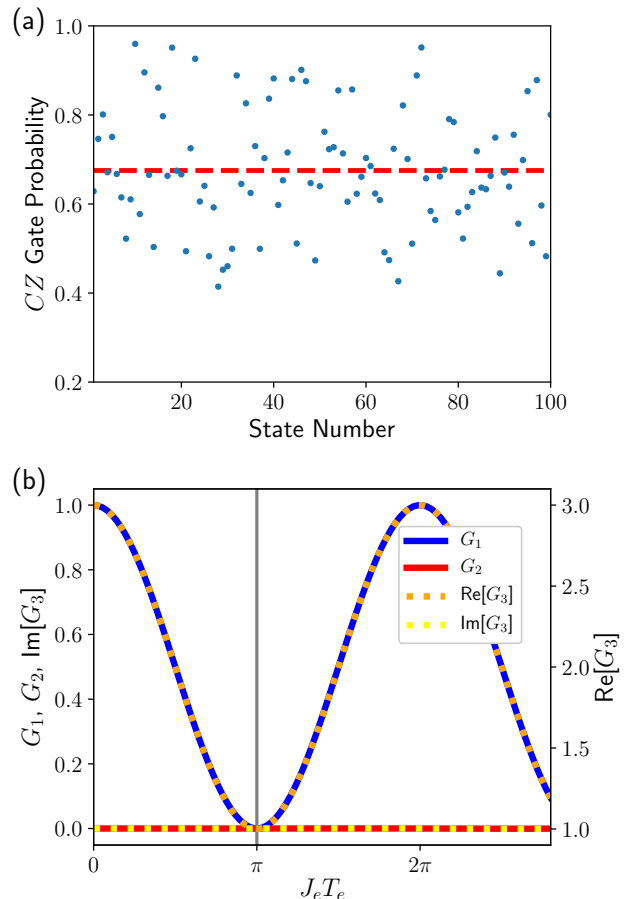 (a)
CZ Gate Probability
1.0
0.8
0.6
0.4
0.2
20 40 60 80 100
State Number
(b)
G₁, G₂, Im[G₃]
1.0
0.8
0.6
0.4
0.2
0.0
G₁
G₂
Re[G₃]
Im[G₃]
3.0
2.5
2.0
1.5
1.0
Re[G₃]
0 π 2π
JₑTₑ